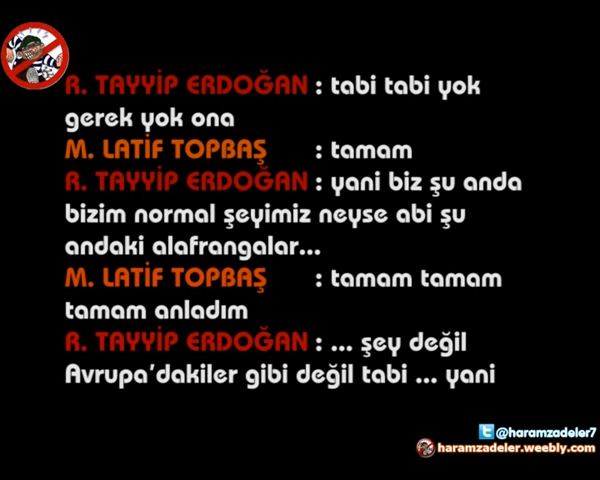 R. TAYYİP ERDOĞAN : tabi tabi yok
gerek yok ona
M. LATİF TOPBAŞ : tamam
R. TAYYİP ERDOĞAN : yani biz şu anda
bizim normal şeyimiz neyse abi şu
andaki alafrangalar...
M. LATİF TOPBAŞ : tamam tamam
tamam anladım
R. TAYYİP ERDOĞAN : ... şey değil
Avrupa'dakiler gibi değil tabi ... yani
@haramzadeler7
haramzadeler.weebly.com